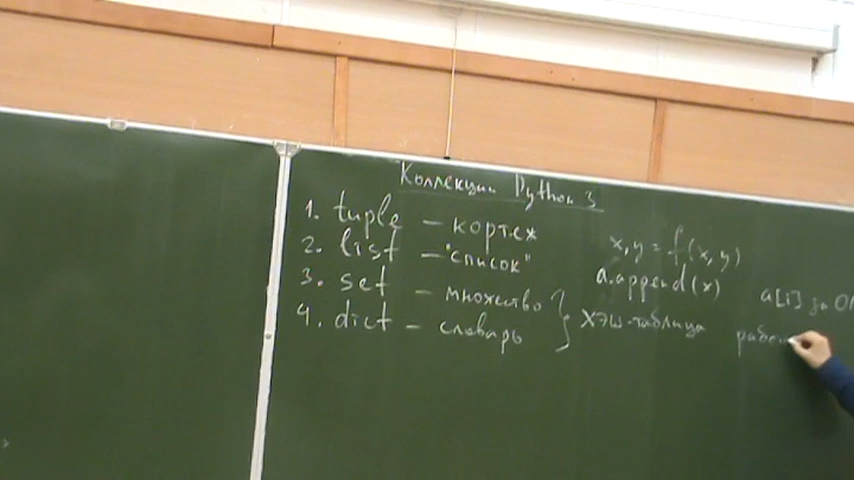 Коллекции Python 3
1. tuple – кортеж
2. list – "список"
3. set – множество
4. dict – словарь
} хэш-таблица
x, y = f(x, y)
a.append(x)
a[i] за